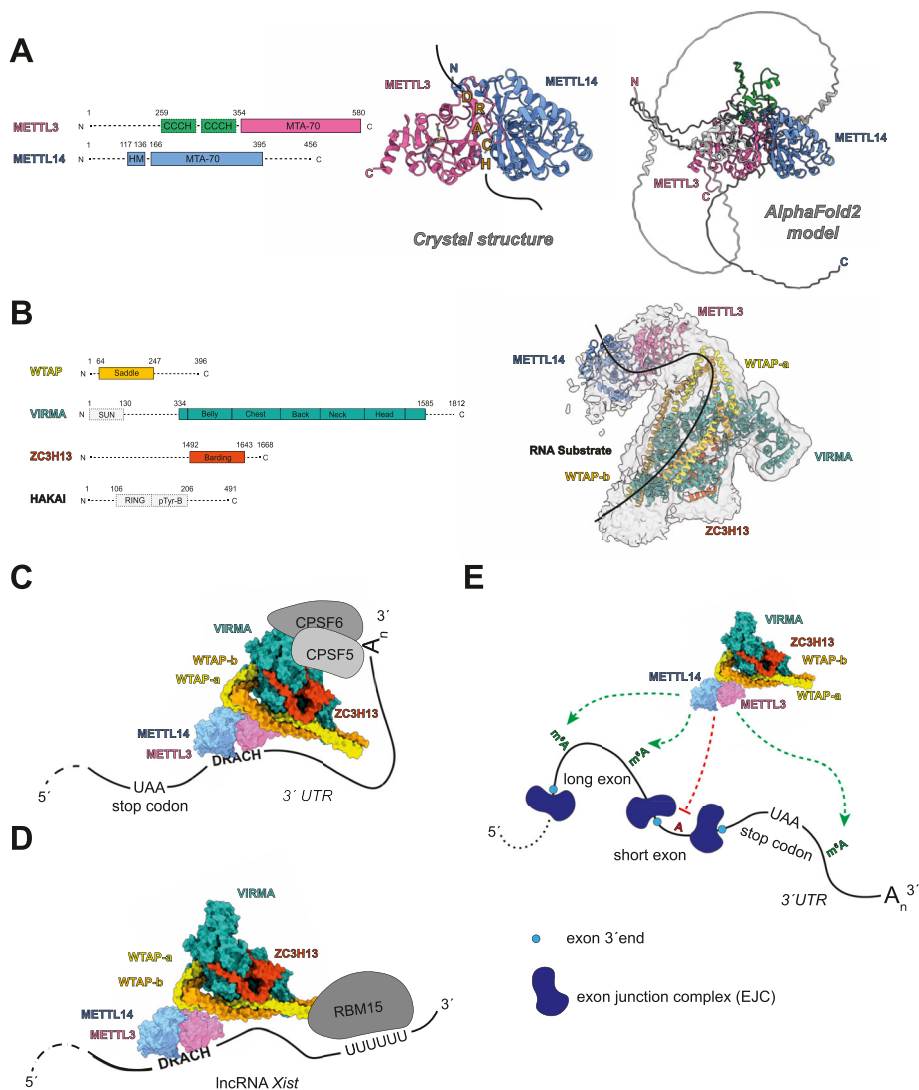 A
METTL3
N
1
259
354
580
CCCH
CCCH
MTA-70
C
METTL14
N
1
117
136
166
395
456
HM
MTA-70
C
METTL3
N
METTL14
D
R
A
C
H
C
Crystal structure
N
METTL14
METTL3
C
AlphaFold2
model
C
B
WTAP
N
1
64
247
396
Saddle
C
VIRMA
N
1
130
334
1585
1812
SUN
Belly
Chest
Back
Neck
Head
C
ZC3H13
N
1492
1643
1668
Barding
C
HAKAI
N
1
106
206
491
RING
pTyr-B
C
METTL3
METTL14
WTAP-a
RNA Substrate
VIRMA
WTAP-b
ZC3H13
C
VIRMA
CPSF6
CPSF5
An
3´
WTAP-b
WTAP-a
ZC3H13
METTL14
METTL3
DRACH
5´
UAA
stop codon
3´ UTR
D
VIRMA
WTAP-a
ZC3H13
WTAP-b
METTL14
METTL3
RBM15
DRACH
UUUUUU
3´
5´
lncRNA Xist
E
VIRMA
ZC3H13
WTAP-b
METTL14
WTAP-a
METTL3
m⁶A
m⁶A
long exon
5´
A
short exon
UAA
stop codon
m⁶A
3´UTR
An
3´
exon 3´end
exon junction complex (EJC)